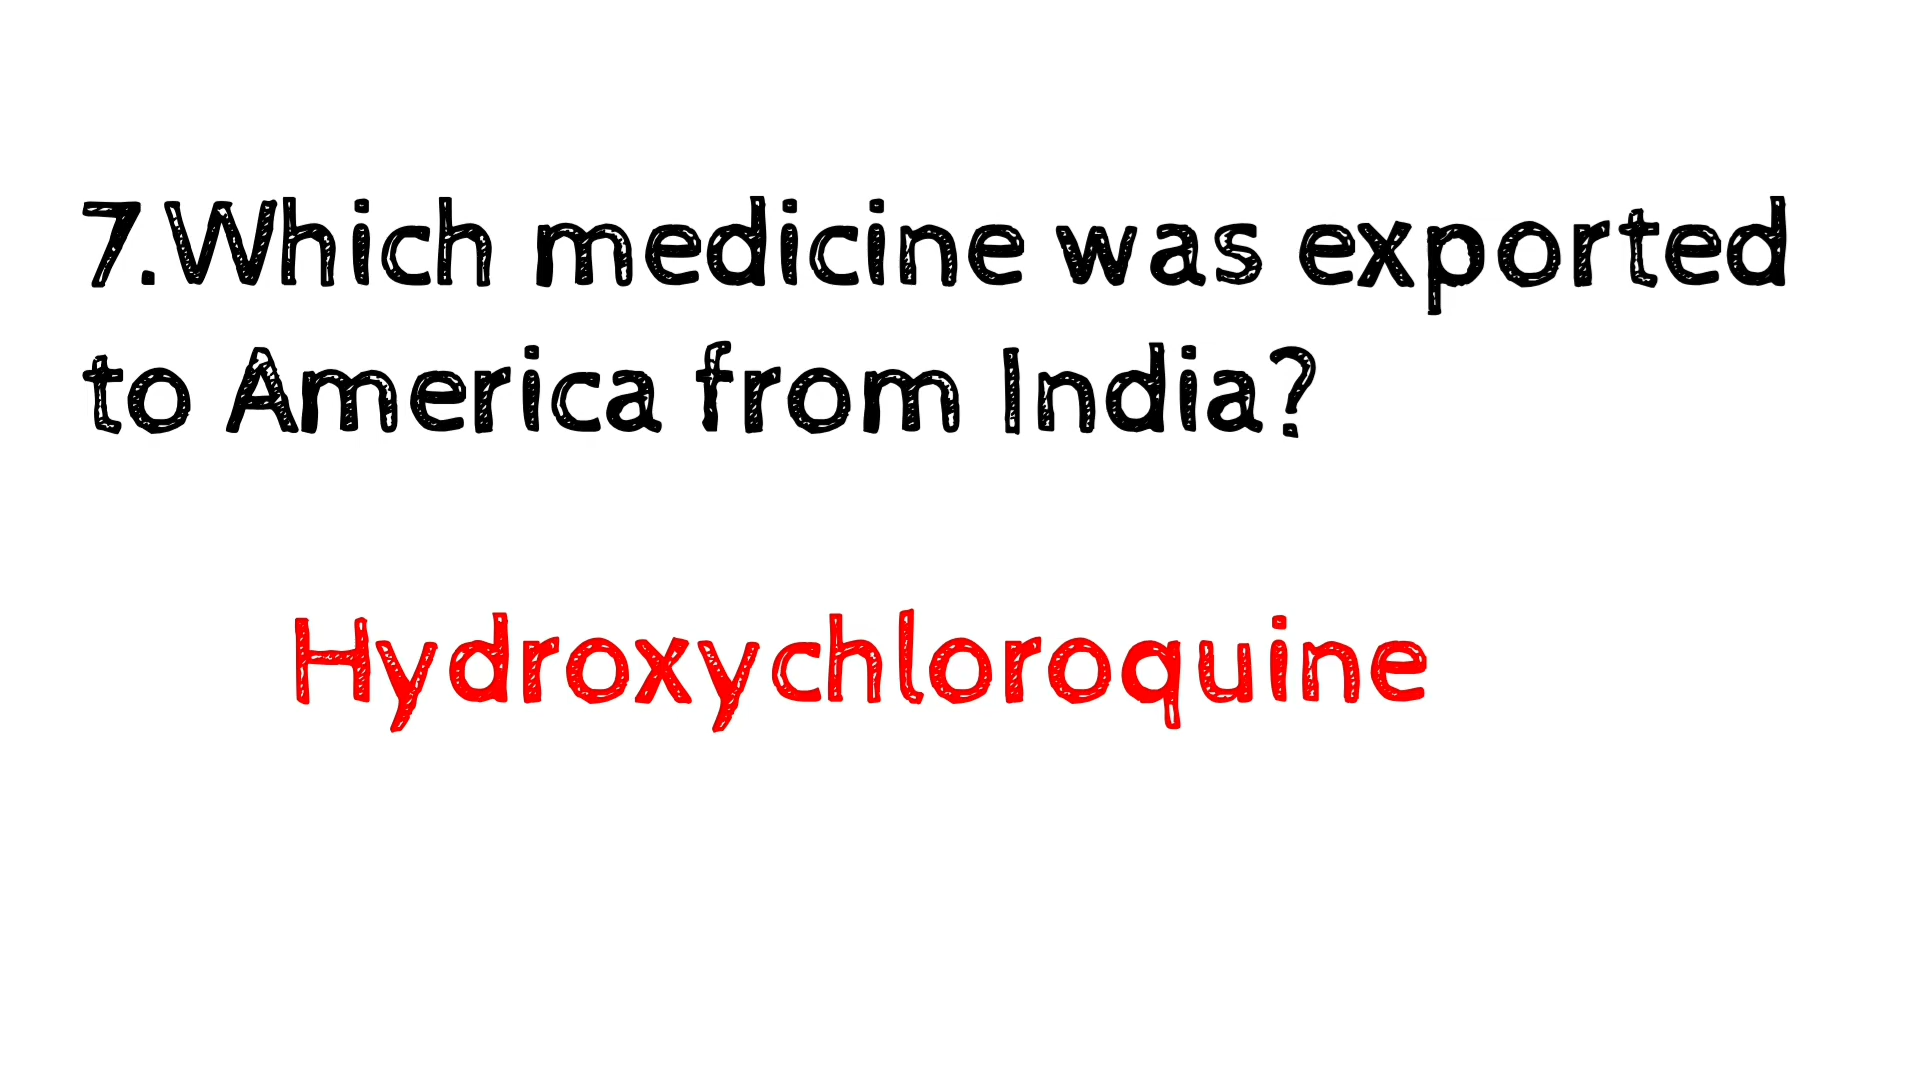 7.Which medicine was exported
to America from India?
Hydroxychloroquine